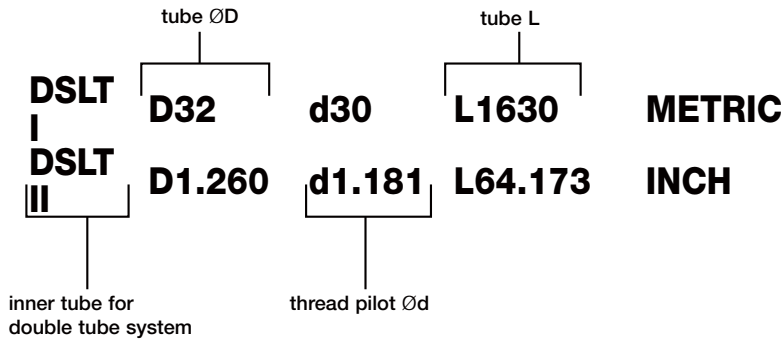 tube ØD
tube L
DSLT I D32 d30 L1630 METRIC
DSLT II D1.260 d1.181 L64.173 INCH
inner tube for
double tube system
thread pilot Ød